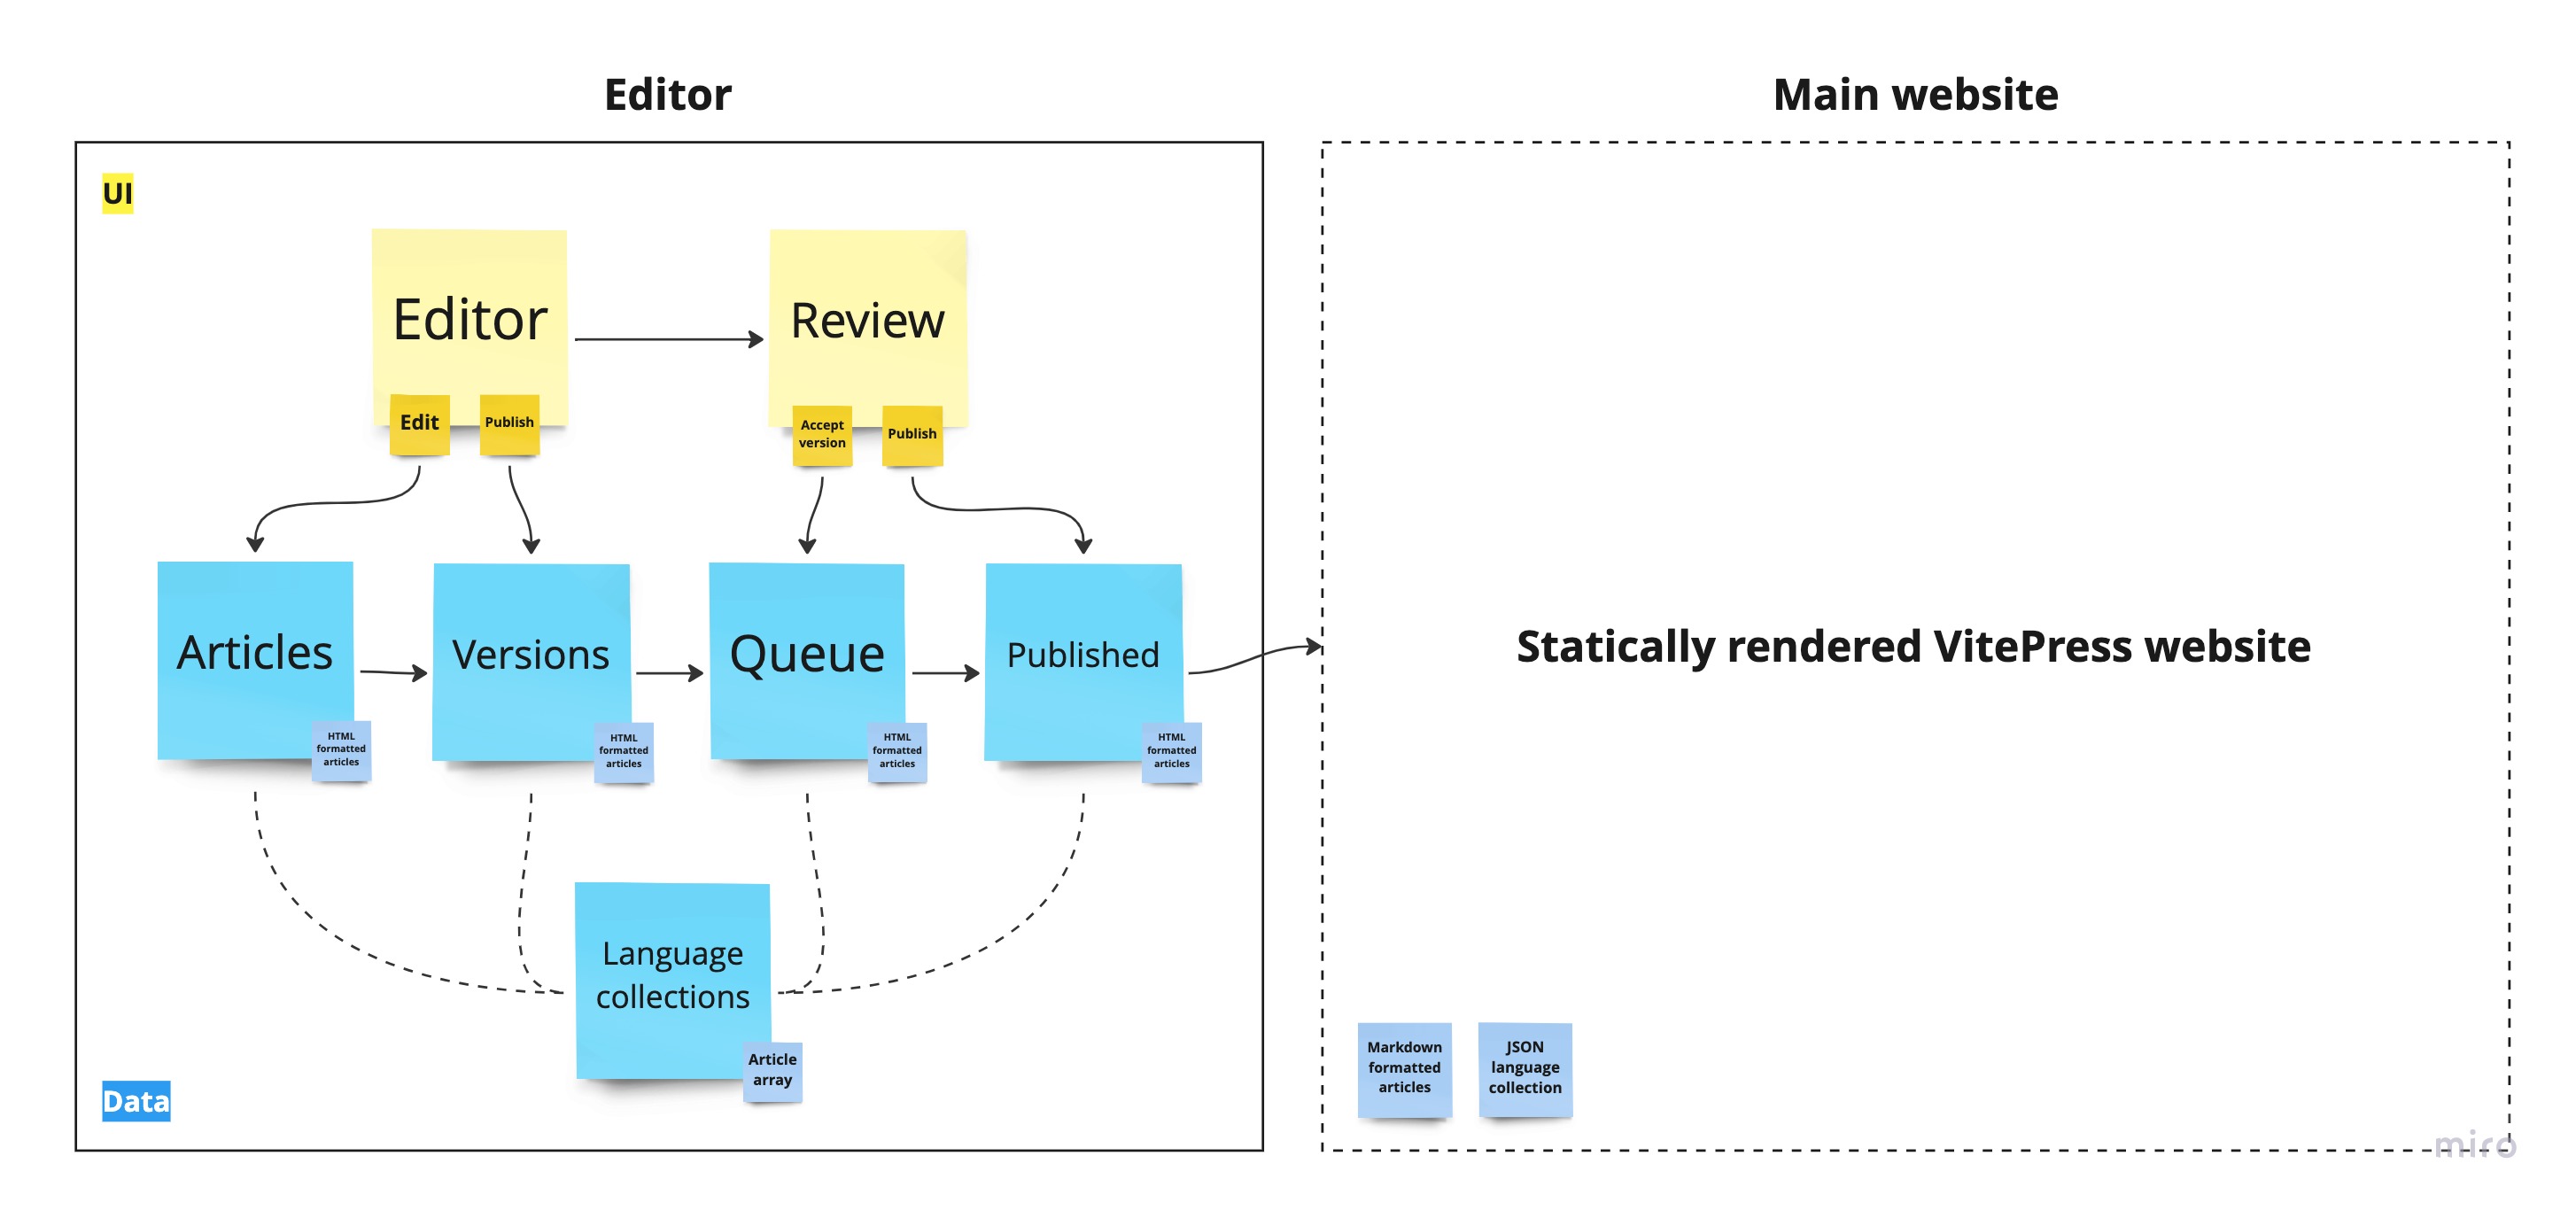 Editor
Main website
UI
Editor
Review
Edit
Publish
Accept
version
Publish
Articles
Versions
Queue
Published
HTML
formatted
articles
HTML
formatted
articles
HTML
formatted
articles
HTML
formatted
articles
Statically rendered VitePress website
Language
collections
Article
array
Data
Markdown
formatted
articles
JSON
language
collection
miro